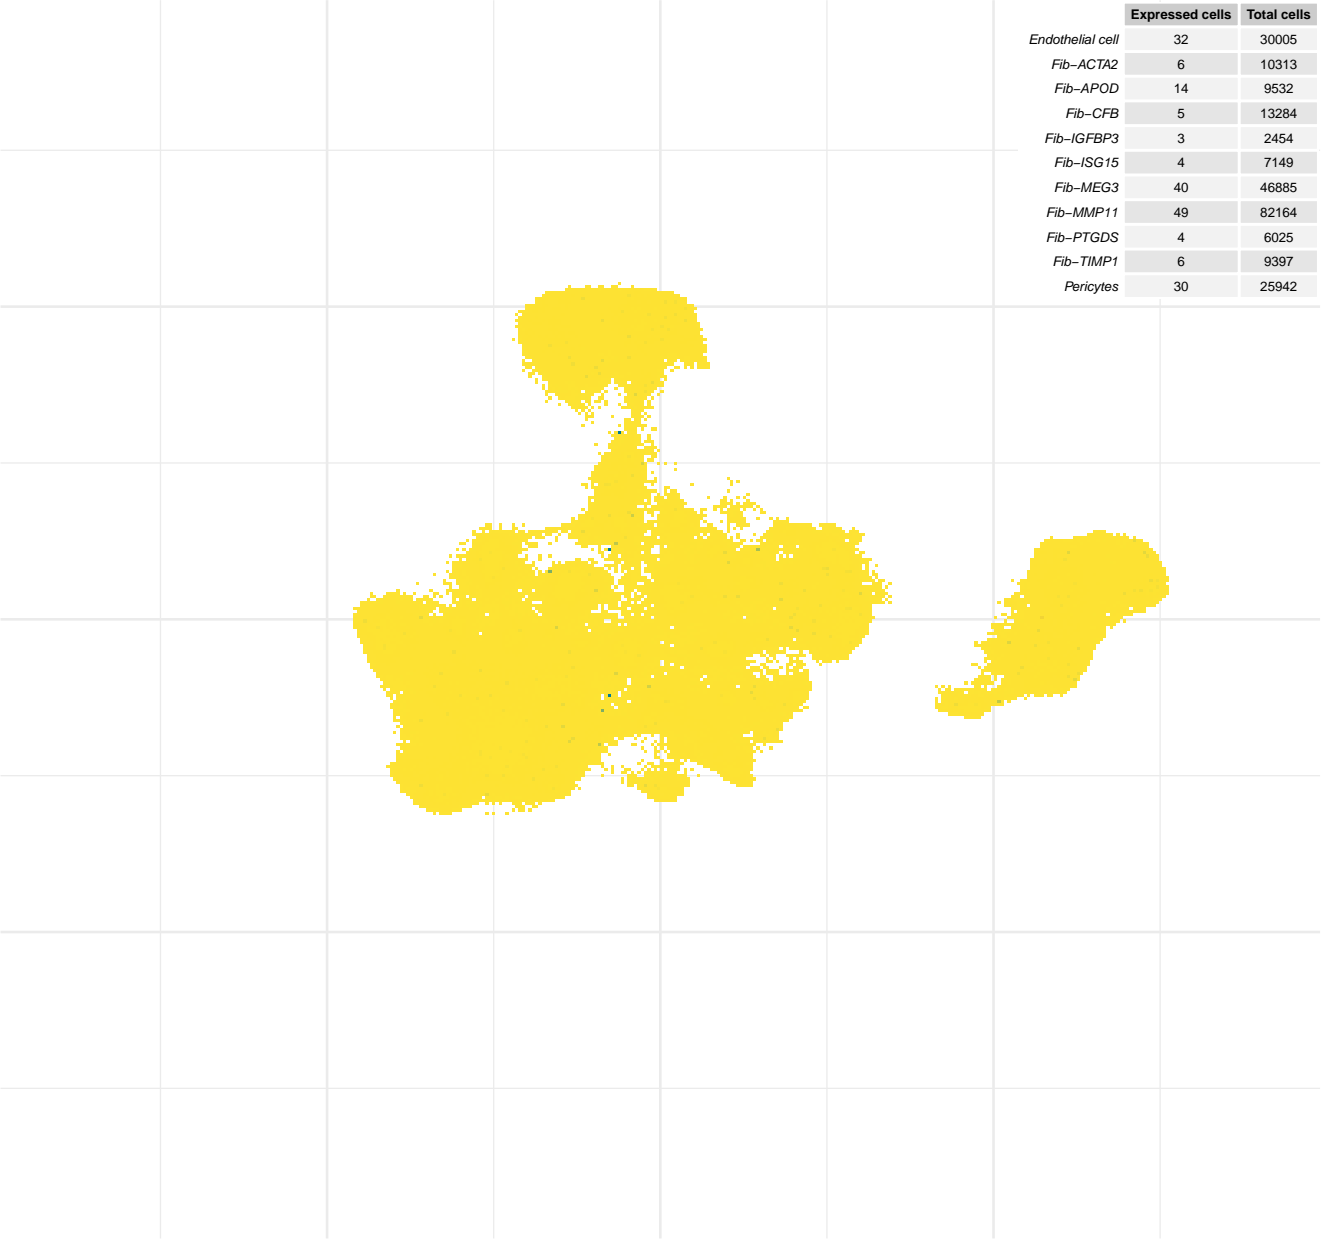 Expressed cells Total cells
Endothelial cell 32 30005
Fib−ACTA2 6 10313
Fib−APOD 14 9532
Fib−CFB 5 13284
Fib−IGFBP3 3 2454
Fib−ISG15 4 7149
Fib−MEG3 40 46885
Fib−MMP11 49 82164
Fib−PTGDS 4 6025
Fib−TIMP1 6 9397
Pericytes 30 25942